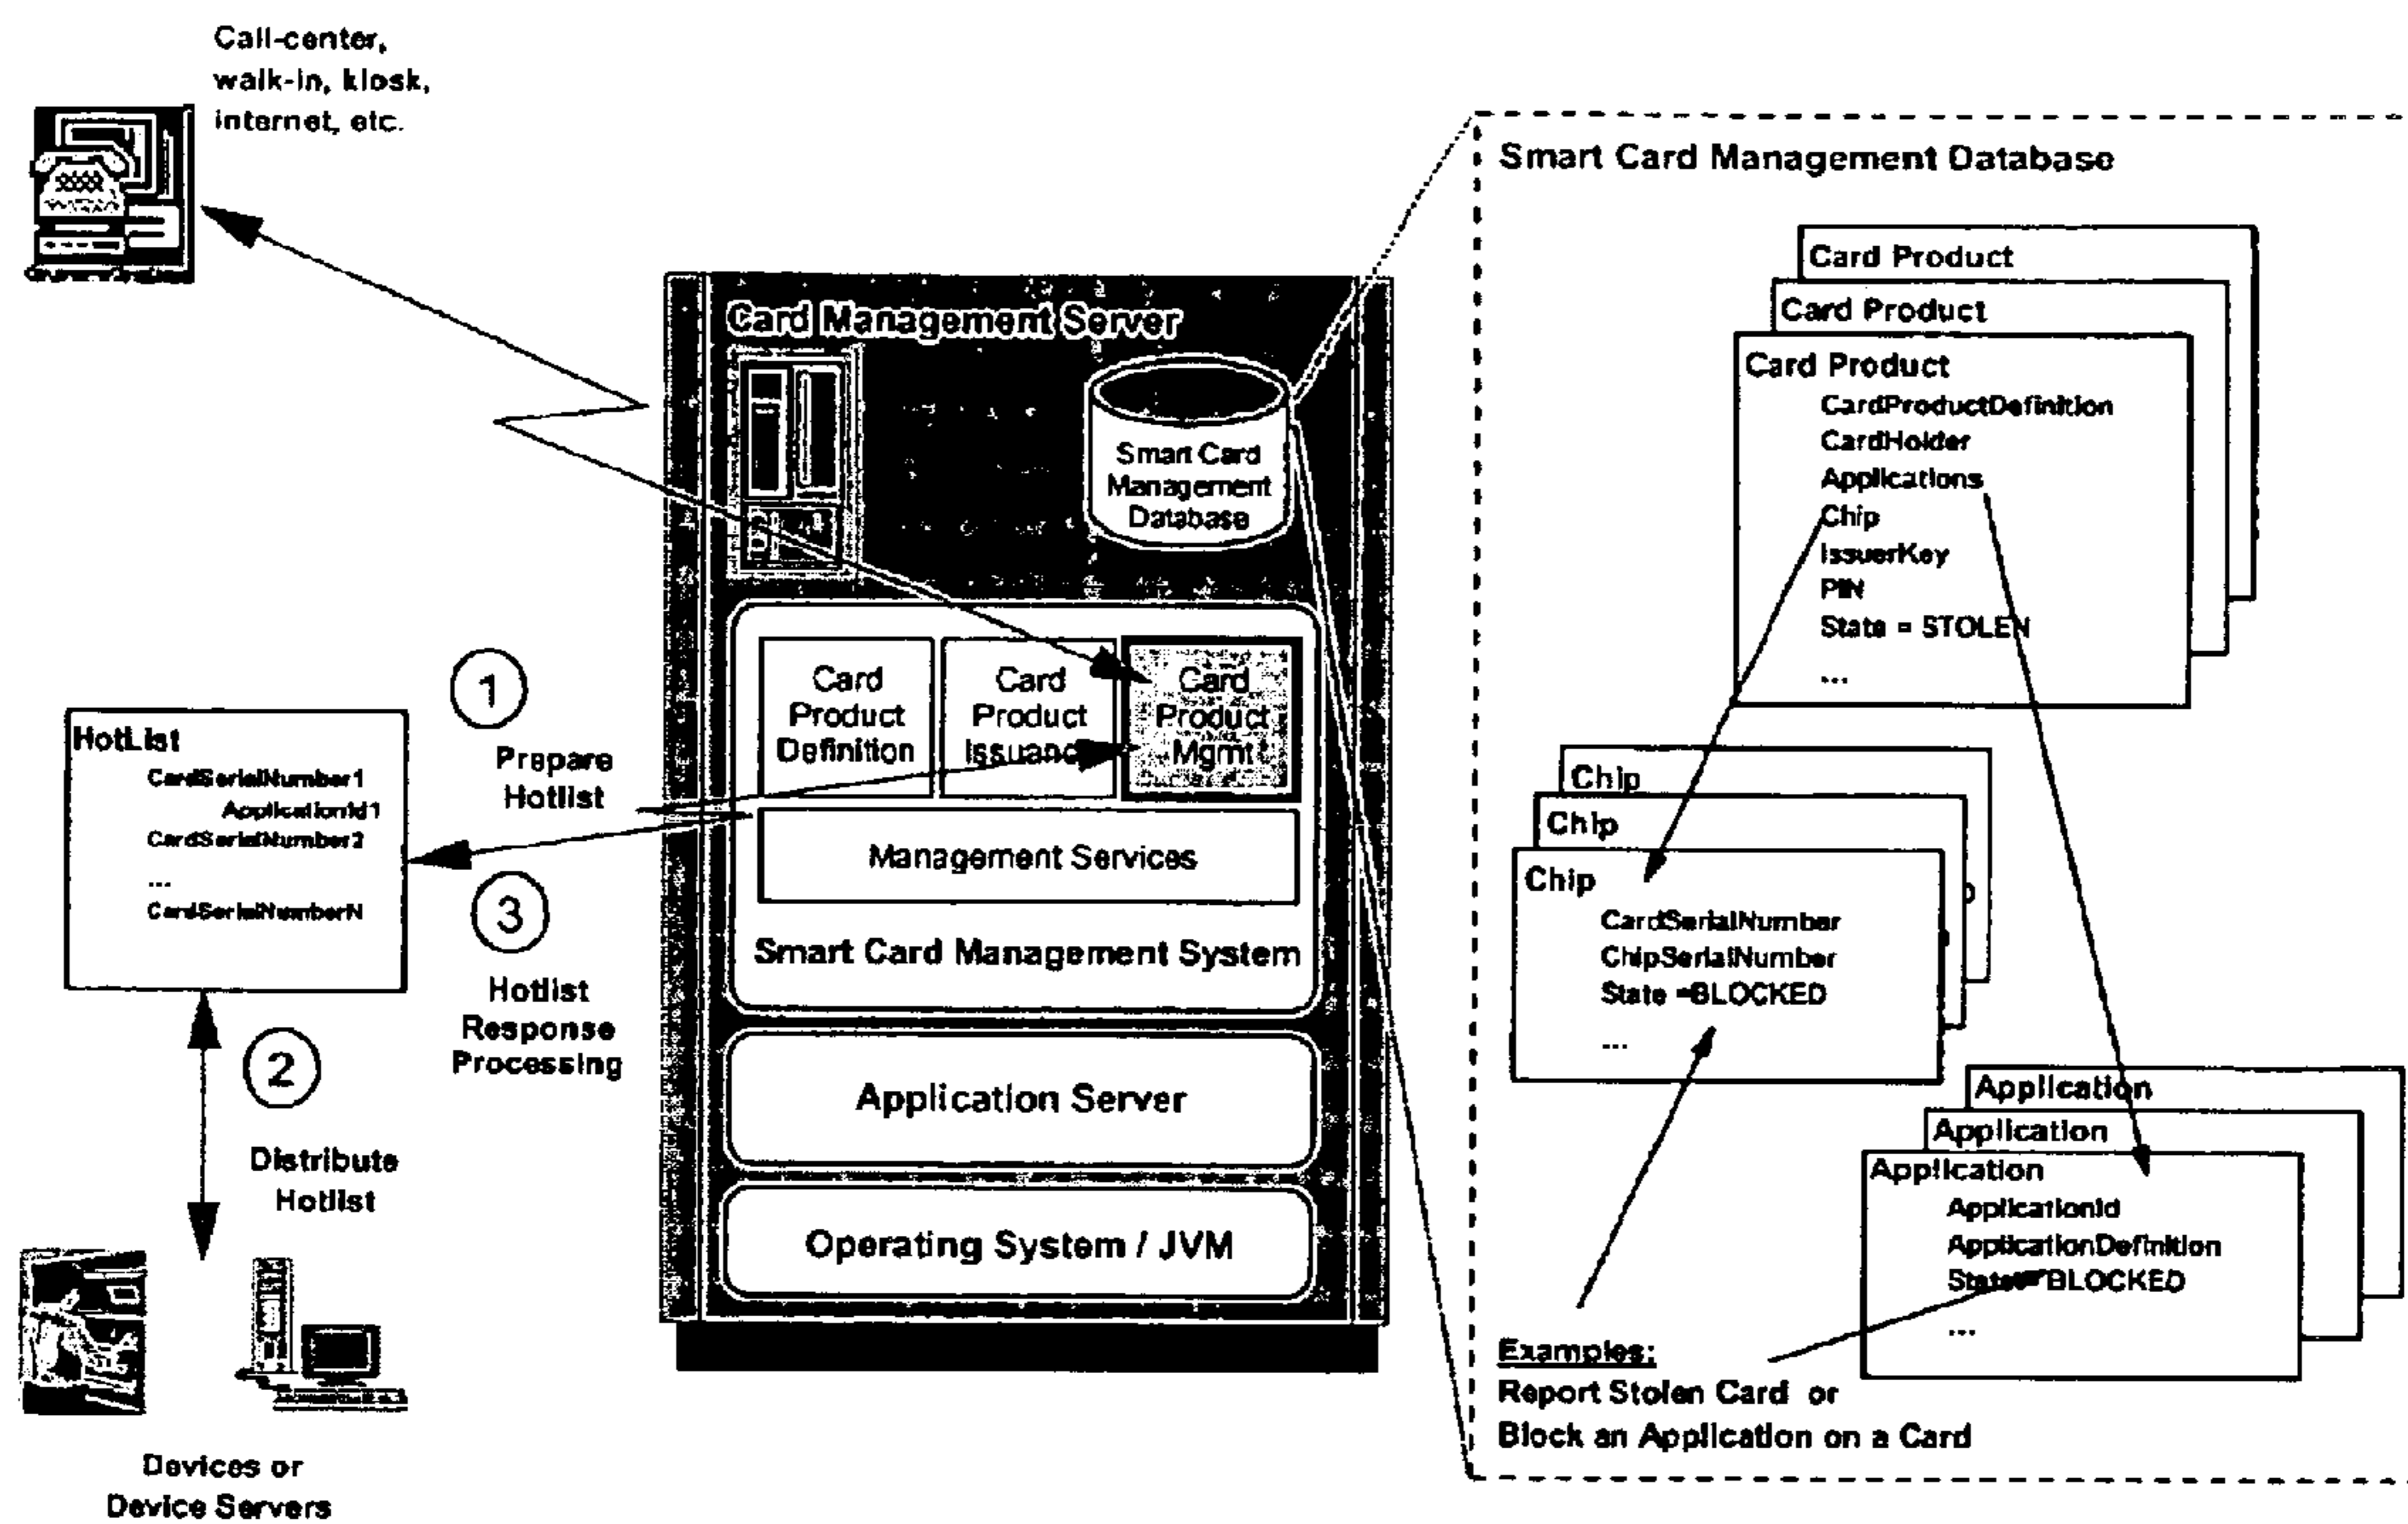 Call-center,
walk-in, kiosk,
internet, etc.
Card Management Server
Smart Card
Management
Database
Card
Product
Definition
Card
Product
Issuance
Card
Product
Mgmt
Management Services
Smart Card Management System
Application Server
Operating System / JVM
1
Prepare
Hotlist
HotList
CardSerialNumber1
ApplicationId1
CardSerialNumber2
...
CardSerialNumberN
3
Hotlist
Response
Processing
2
Distribute
Hotlist
Devices or
Device Servers
Smart Card Management Database
Card Product
Card Product
Card Product
CardProductDefinition
CardHolder
Applications
Chip
IssuerKey
PIN
State = STOLEN
...
Chip
Chip
Chip
CardSerialNumber
ChipSerialNumber
State =BLOCKED
...
Application
Application
Application
ApplicationId
ApplicationDefinition
State= BLOCKED
...
Examples:
Report Stolen Card or
Block an Application on a Card